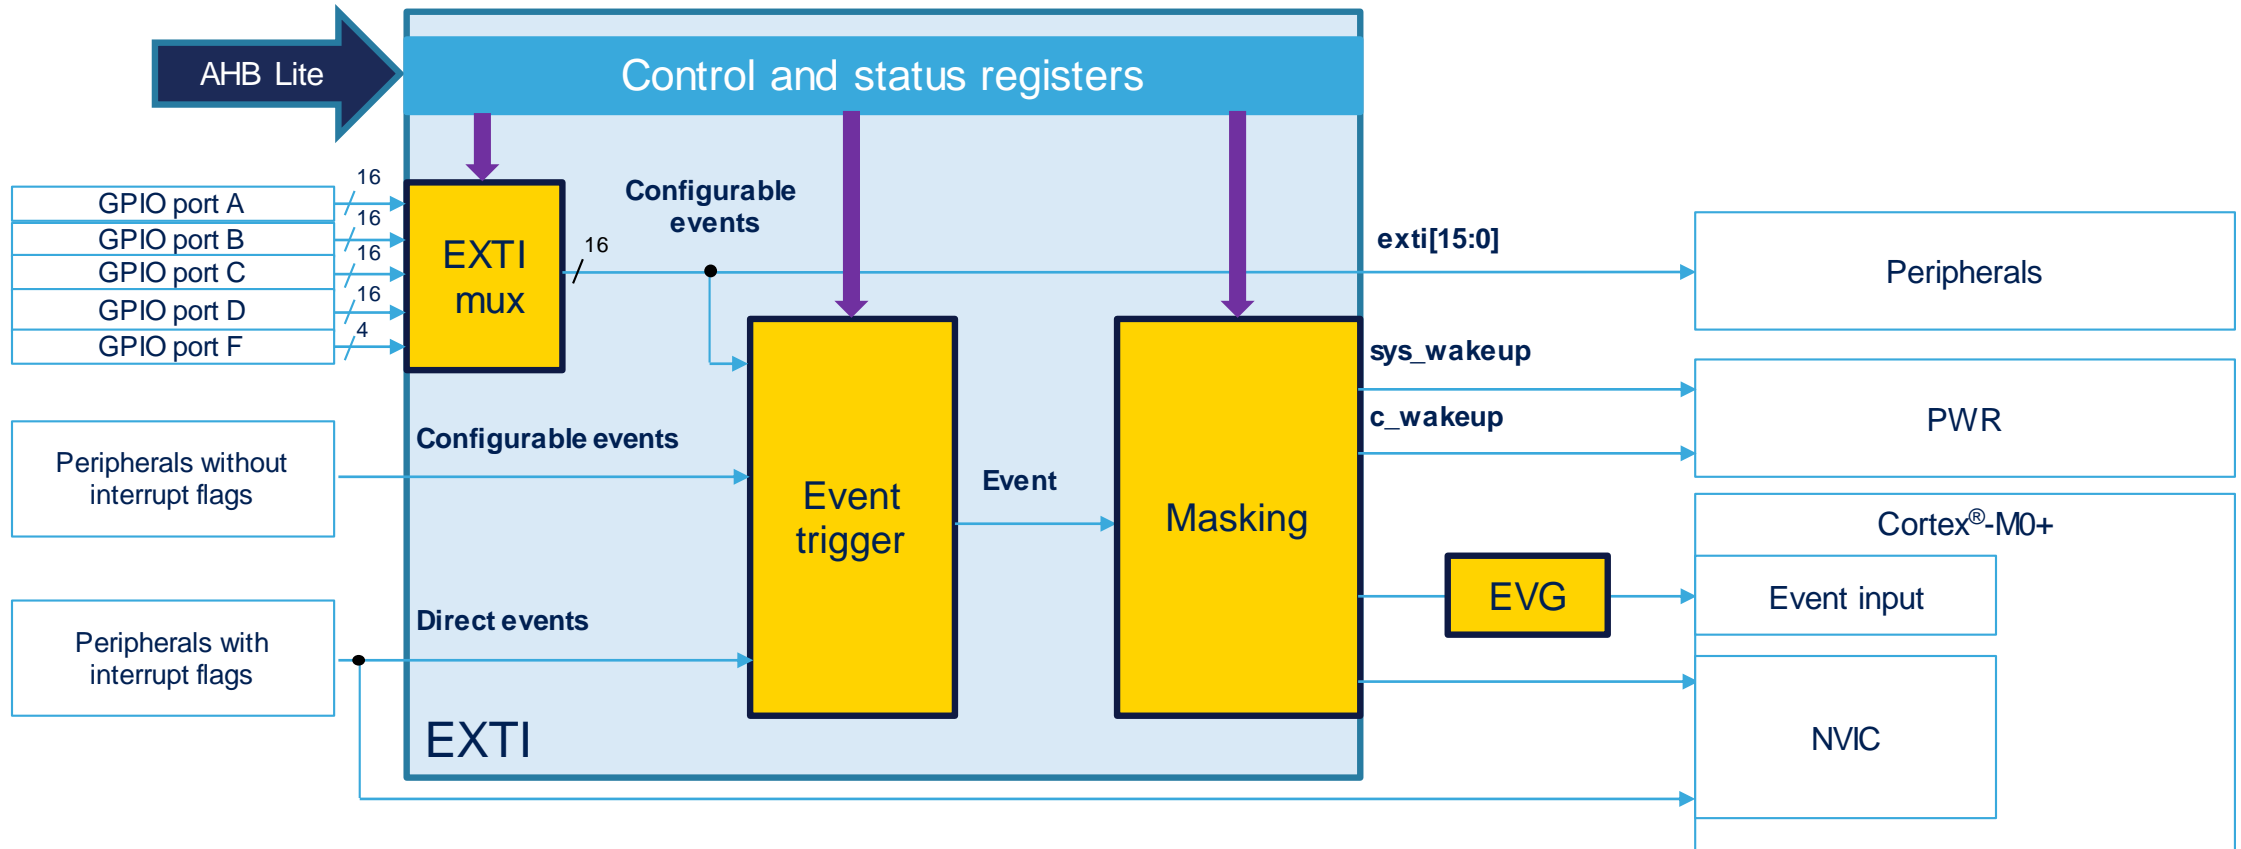 AHB Lite
Control and status registers
GPIO port A
16
GPIO port B
16
GPIO port C
16
GPIO port D
16
GPIO port F
4
EXTI
mux
16
Configurable
events
exti[15:0]
Peripherals
sys_wakeup
c_wakeup
PWR
Peripherals without
interrupt flags
Configurable events
Event
trigger
Event
Masking
Cortex®-M0+
EVG
Event input
Peripherals with
interrupt flags
Direct events
NVIC
EXTI